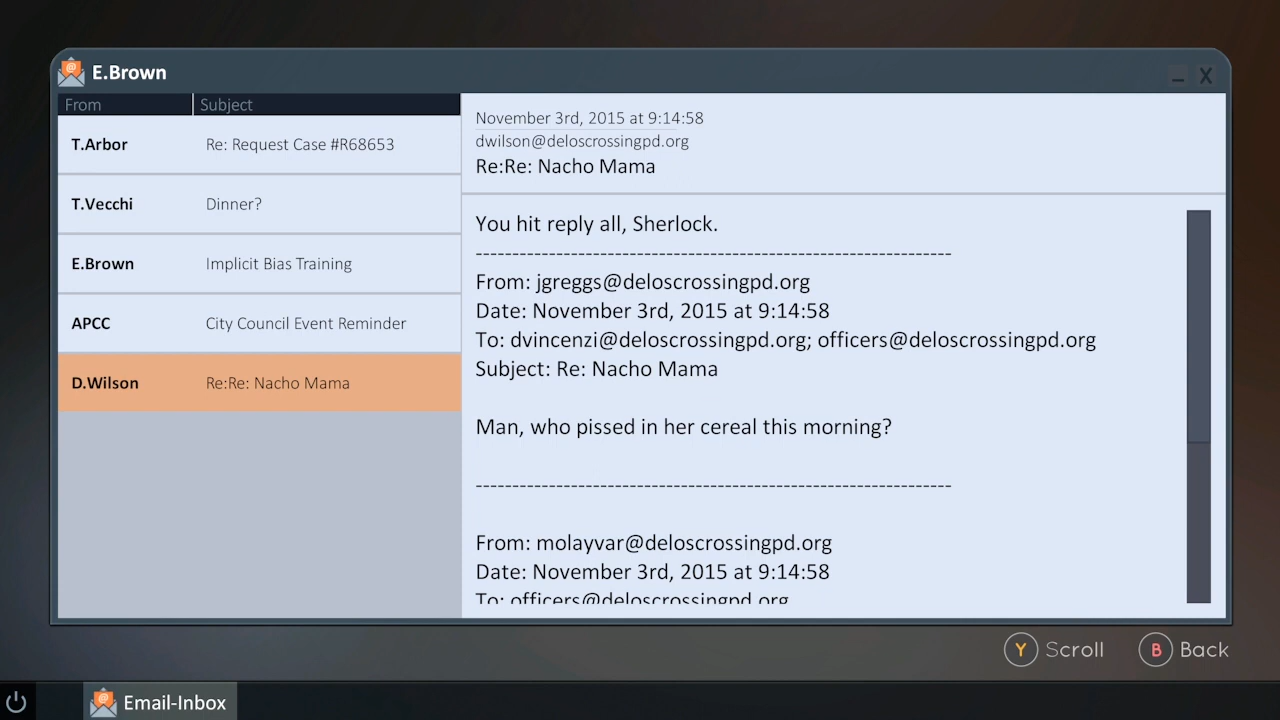 E.Brown
From Subject
T.Arbor Re: Request Case #R68653
T.Vecchi Dinner?
E.Brown Implicit Bias Training
APCC City Council Event Reminder
D.Wilson Re:Re: Nacho Mama
November 3rd, 2015 at 9:14:58
dwilson@deloscrossingpd.org
Re:Re: Nacho Mama
You hit reply all, Sherlock.
-----------------------------------------------------------------
From: jgreggs@deloscrossingpd.org
Date: November 3rd, 2015 at 9:14:58
To: dvincenzi@deloscrossingpd.org; officers@deloscrossingpd.org
Subject: Re: Nacho Mama
Man, who pissed in her cereal this morning?
-----------------------------------------------------------------
From: molayvar@deloscrossingpd.org
Date: November 3rd, 2015 at 9:14:58
To: officers@deloscrossingpd.org
Y Scroll B Back
Email-Inbox